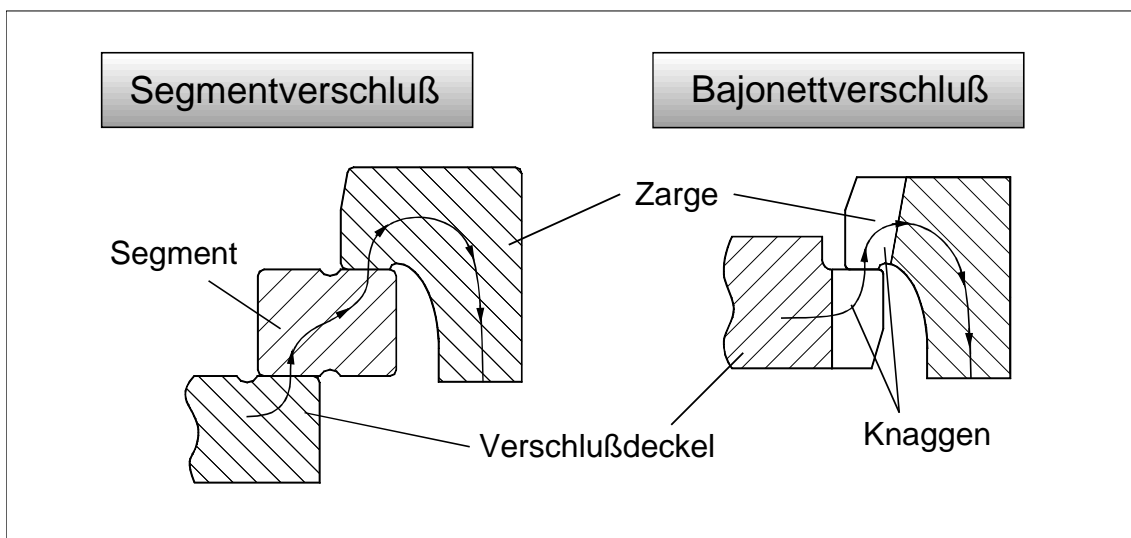 Segmentverschluß
Bajonettverschluß
Zarge
Segment
Verschlußdeckel
Knaggen